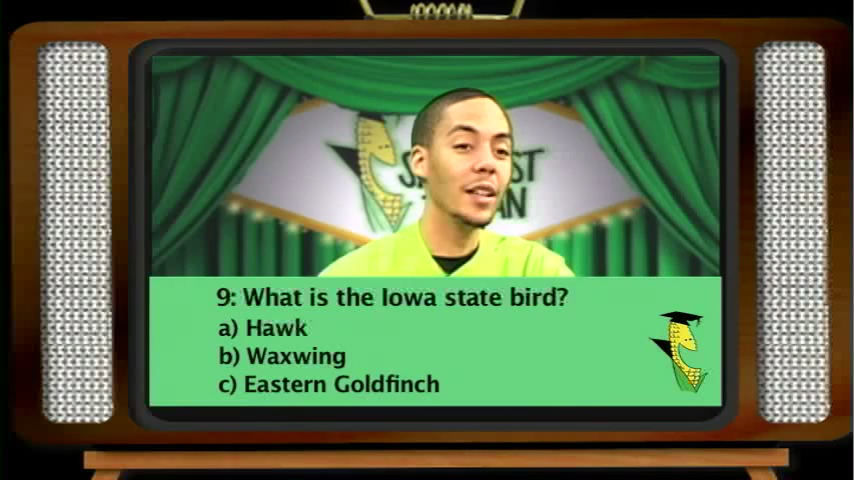 9: What is the Iowa state bird?
a) Hawk
b) Waxwing
c) Eastern Goldfinch